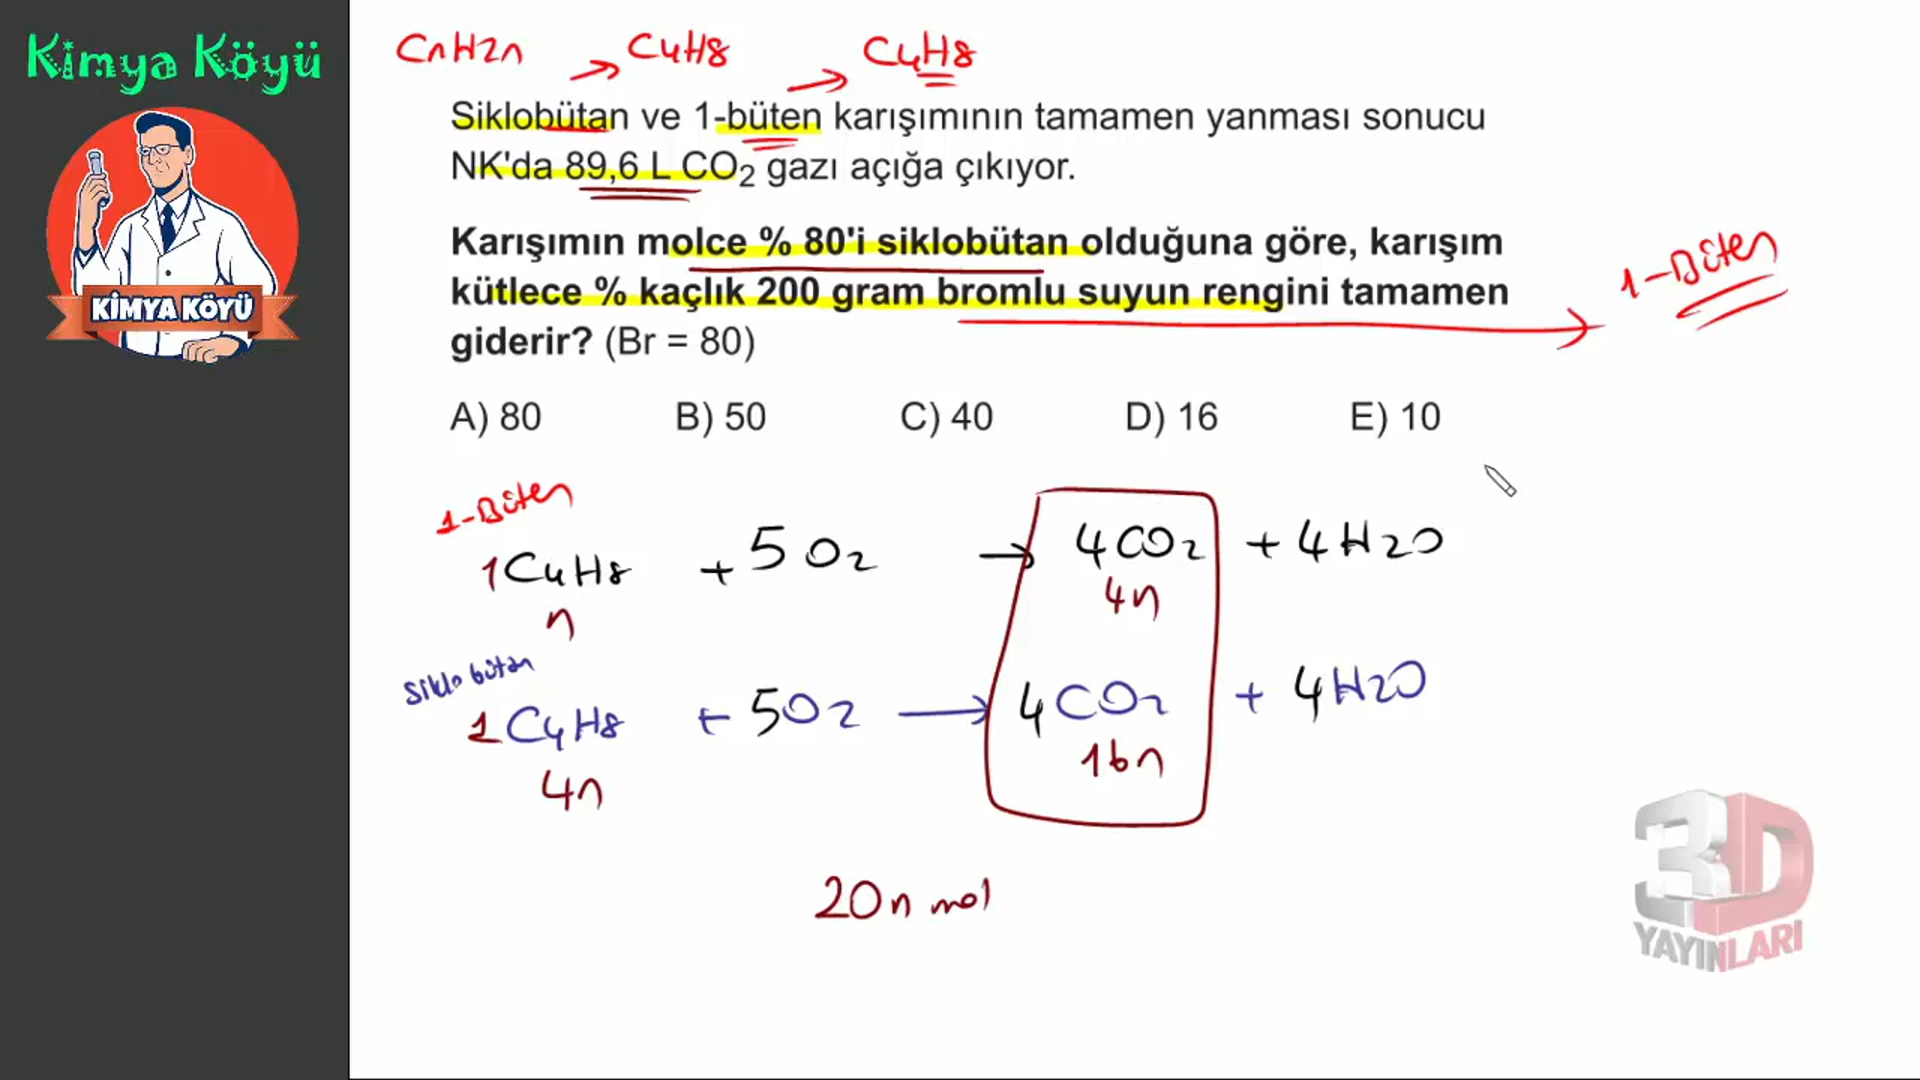 Kimya Köyü
KİMYA KÖYÜ
CnH2n → C4H8 → C4H8
Siklobütan ve 1-büten karışımının tamamen yanması sonucu
NK'da 89,6 L CO2 gazı açığa çıkıyor.
Karışımın molce % 80'i siklobütan olduğuna göre, karışım
kütlece % kaçlık 200 gram bromlu suyun rengini tamamen
giderir? (Br = 80)
1-Büten
A) 80 B) 50 C) 40 D) 16 E) 10
1-Büten
1C4H8 + 5O2 → 4CO2 + 4H2O
n 4n
Siklobütan
1C4H8 + 5O2 → 4CO2 + 4H2O
4n 16n
20n mol
3D
YAYINLARI